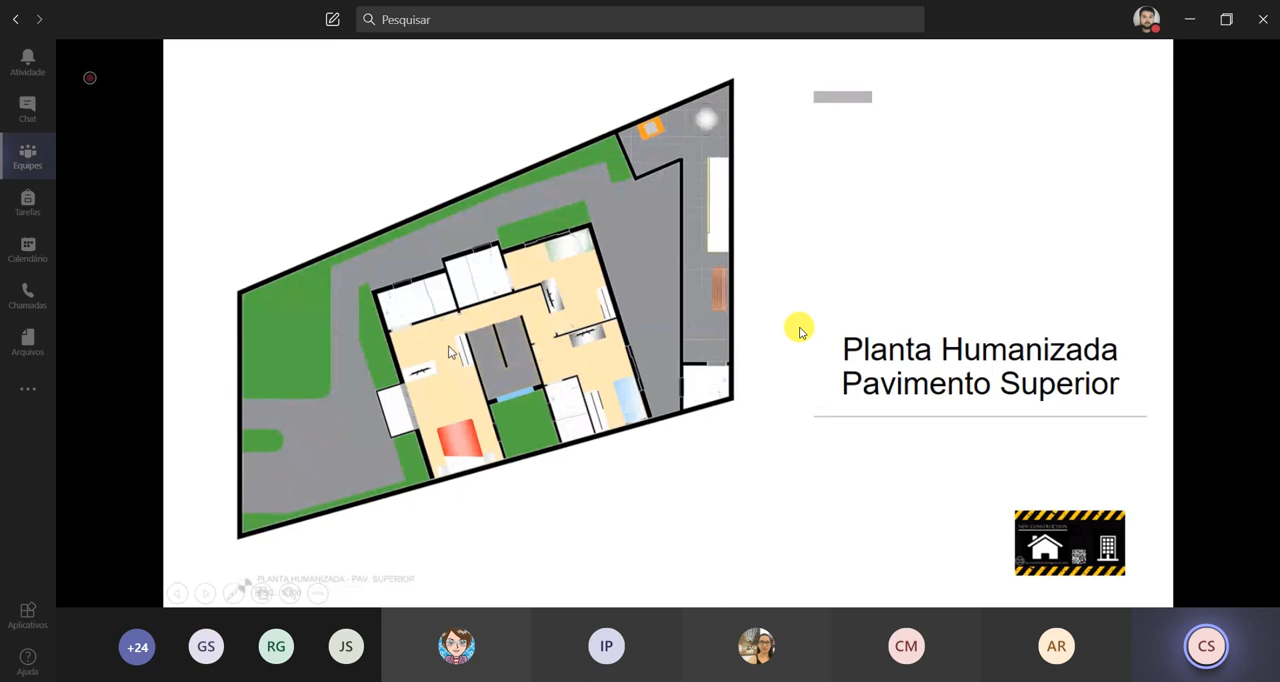 Pesquisar
Atividade
Chat
Equipes
Tarefas
Calendário
Chamadas
Arquivos
Aplicativos
Ajuda
Planta Humanizada
Pavimento Superior
PLANTA HUMANIZADA - PAV. SUPERIOR
+24
GS
RG
JS
IP
CM
AR
CS